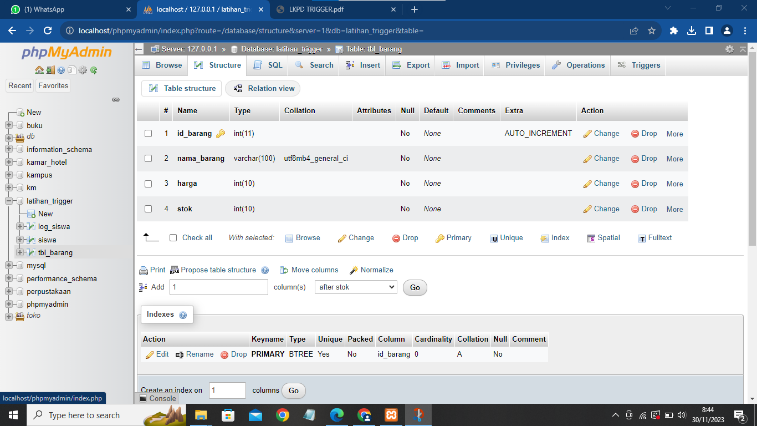 (1) WhatsApp
localhost / 127.0.0.1 / latihan_tri
LKPD TRIGGER.pdf
localhost/phpmyadmin/index.php?route=/database/structure&server=1&db=latihan_trigger&table=
phpMyAdmin
Recent Favorites
New
buku
db
information_schema
kamar_hotel
kampus
km
latihan_trigger
New
log_siswa
siswa
tbl_barang
mysql
performance_schema
perpustakaan
phpmyadmin
toko
localhost/phpmyadmin/index.php
Server: 127.0.0.1 » Database: latihan_trigger » Table: tbl_barang
Browse Structure SQL Search Insert Export Import Privileges Operations Triggers
Table structure Relation view
# Name Type Collation Attributes Null Default Comments Extra Action
1 id_barang int(11) No None AUTO_INCREMENT Change Drop More
2 nama_barang varchar(100) utf8mb4_general_ci No None Change Drop More
3 harga int(10) No None Change Drop More
4 stok int(10) No None Change Drop More
Check all With selected: Browse Change Drop Primary Unique Index Spatial Fulltext
Print Propose table structure Move columns Normalize
Add 1 column(s) after stok Go
Indexes
Action Keyname Type Unique Packed Column Cardinality Collation Null Comment
Edit Rename Drop PRIMARY BTREE Yes No id_barang 0 A No
Create an index on 1 columns Go
Console
Type here to search
8:44
30/11/2023
2